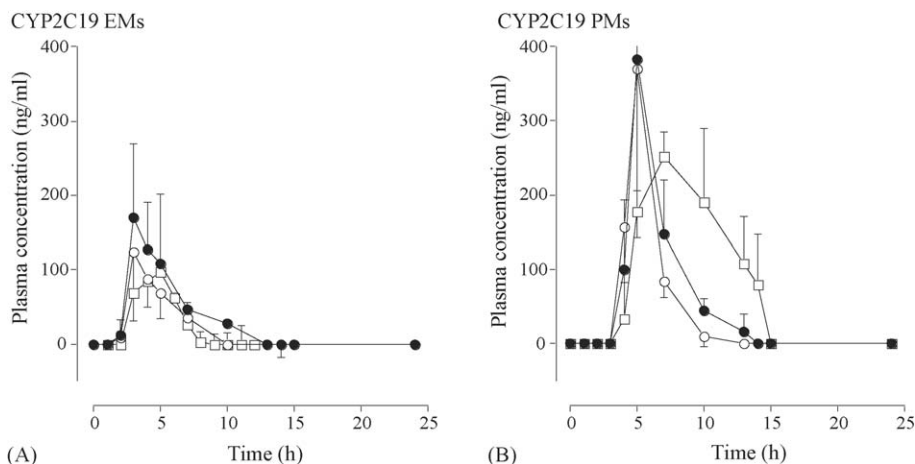 CYP2C19 EMs
400
300
200
100
0
Plasma concentration (ng/ml)
0 5 10 15 20 25
(A) Time (h)
CYP2C19 PMs
400
300
200
100
0
Plasma concentration (ng/ml)
0 5 10 15 20 25
(B) Time (h)